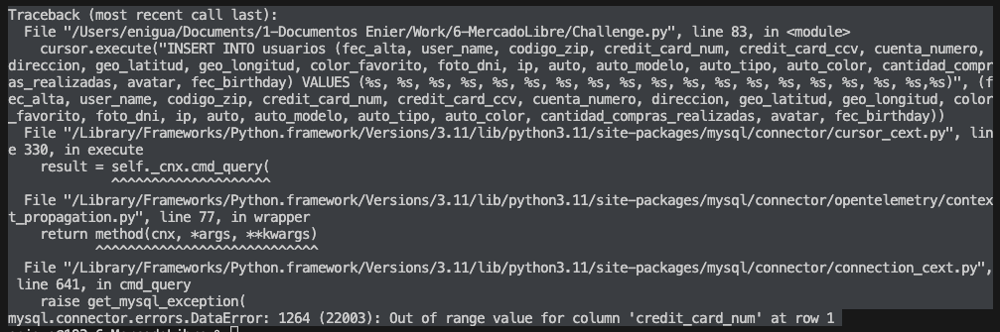 Traceback (most recent call last):
  File "/Users/enigua/Documents/1-Documentos Enier/Work/6-MercadoLibre/Challenge.py", line 83, in <module>
    cursor.execute("INSERT INTO usuarios (fec_alta, user_name, codigo_zip, credit_card_num, credit_card_ccv, cuenta_numero,
direccion, geo_latitud, geo_longitud, color_favorito, foto_dni, ip, auto, auto_modelo, auto_tipo, auto_color, cantidad_compr
as_realizadas, avatar, fec_birthday) VALUES (%s, %s, %s, %s, %s, %s, %s, %s, %s, %s, %s, %s, %s, %s, %s, %s, %s, %s,%s)", (f
ec_alta, user_name, codigo_zip, credit_card_num, credit_card_ccv, cuenta_numero, direccion, geo_latitud, geo_longitud, color
_favorito, foto_dni, ip, auto, auto_modelo, auto_tipo, auto_color, cantidad_compras_realizadas, avatar, fec_birthday))
  File "/Library/Frameworks/Python.framework/Versions/3.11/lib/python3.11/site-packages/mysql/connector/cursor_cext.py", lin
e 330, in execute
    result = self._cnx.cmd_query(
             ^^^^^^^^^^^^^^^^^^^^
  File "/Library/Frameworks/Python.framework/Versions/3.11/lib/python3.11/site-packages/mysql/connector/opentelemetry/contex
t_propagation.py", line 77, in wrapper
    return method(cnx, *args, **kwargs)
           ^^^^^^^^^^^^^^^^^^^^^^^^^^^^
  File "/Library/Frameworks/Python.framework/Versions/3.11/lib/python3.11/site-packages/mysql/connector/connection_cext.py",
 line 641, in cmd_query
    raise get_mysql_exception(
mysql.connector.errors.DataError: 1264 (22003): Out of range value for column 'credit_card_num' at row 1